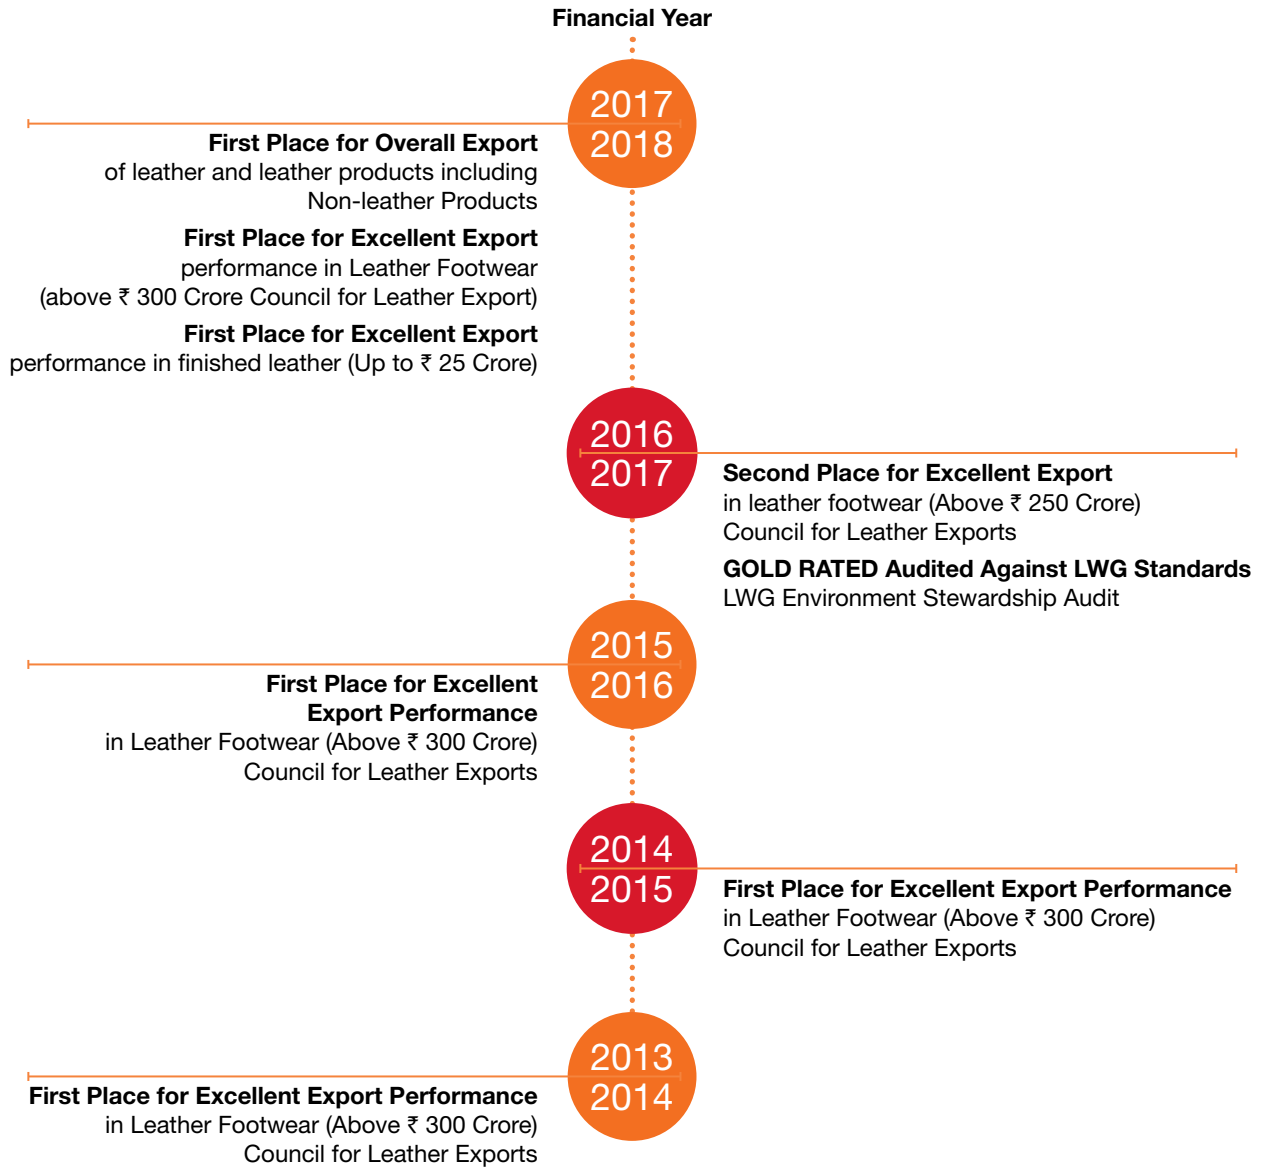 Financial Year
2017
2018
First Place for Overall Export
of leather and leather products including
Non-leather Products
First Place for Excellent Export
performance in Leather Footwear
(above ₹ 300 Crore Council for Leather Export)
First Place for Excellent Export
performance in finished leather (Up to ₹ 25 Crore)
2016
2017
Second Place for Excellent Export
in leather footwear (Above ₹ 250 Crore)
Council for Leather Exports
GOLD RATED Audited Against LWG Standards
LWG Environment Stewardship Audit
2015
2016
First Place for Excellent
Export Performance
in Leather Footwear (Above ₹ 300 Crore)
Council for Leather Exports
2014
2015
First Place for Excellent Export Performance
in Leather Footwear (Above ₹ 300 Crore)
Council for Leather Exports
2013
2014
First Place for Excellent Export Performance
in Leather Footwear (Above ₹ 300 Crore)
Council for Leather Exports